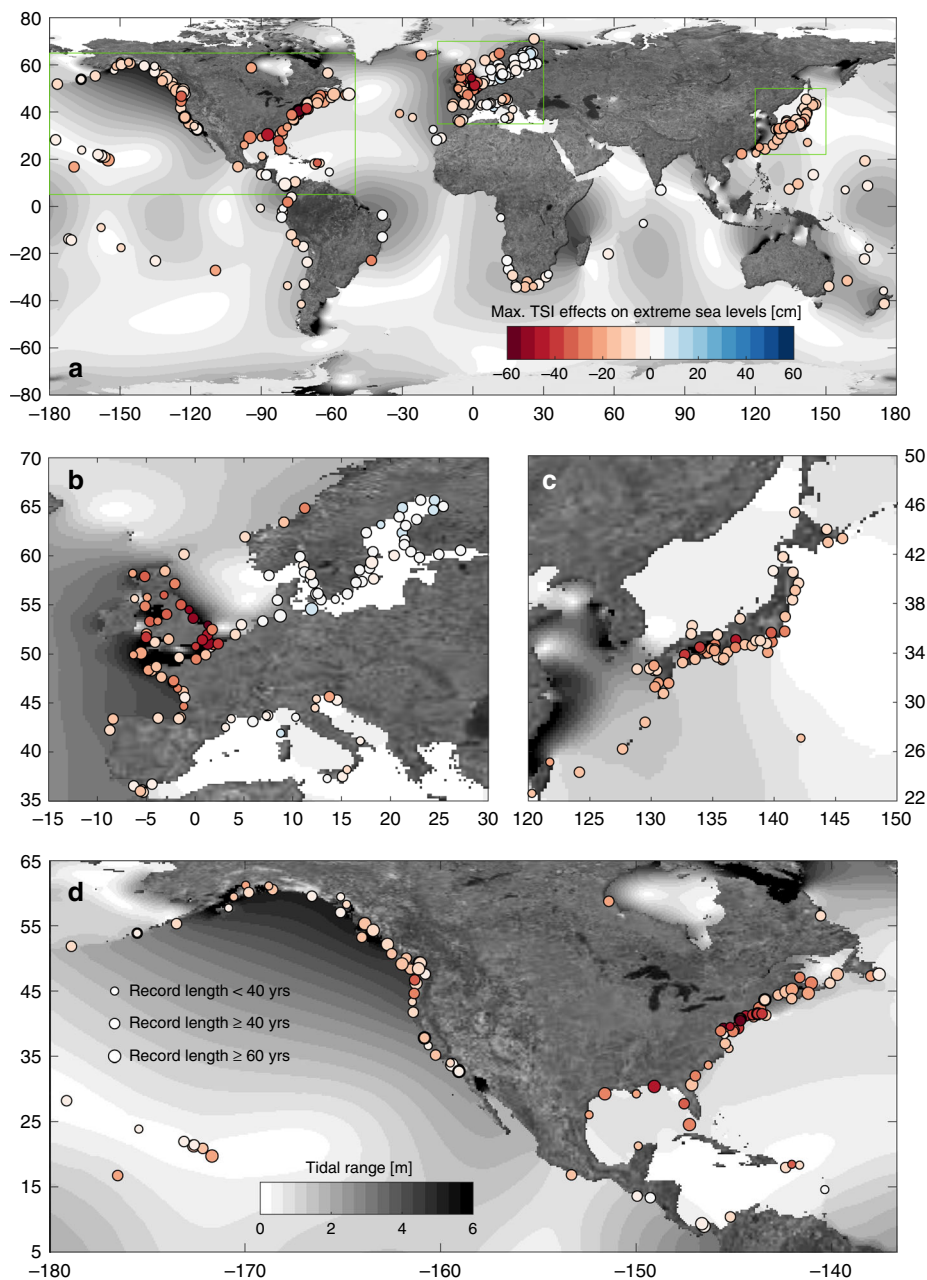 80
60
40
20
0
−20
−40
−60
−80
Max. TSI effects on extreme sea levels [cm]
−60 −40 −20 0 20 40 60
a
−180 −150 −120 −90 −60 −30 0 30 60 90 120 150 180
b
70
65
60
55
50
45
40
35
−15 −10 −5 0 5 10 15 20 25 30
c
50
46
42
38
34
26
22
120 125 130 135 140 145 150
d
65
55
45
35
25
15
5
Record length < 40 yrs
Record length ≥ 40 yrs
Record length ≥ 60 yrs
Tidal range [m]
0 2 4 6
−180 −170 −160 −150 −140